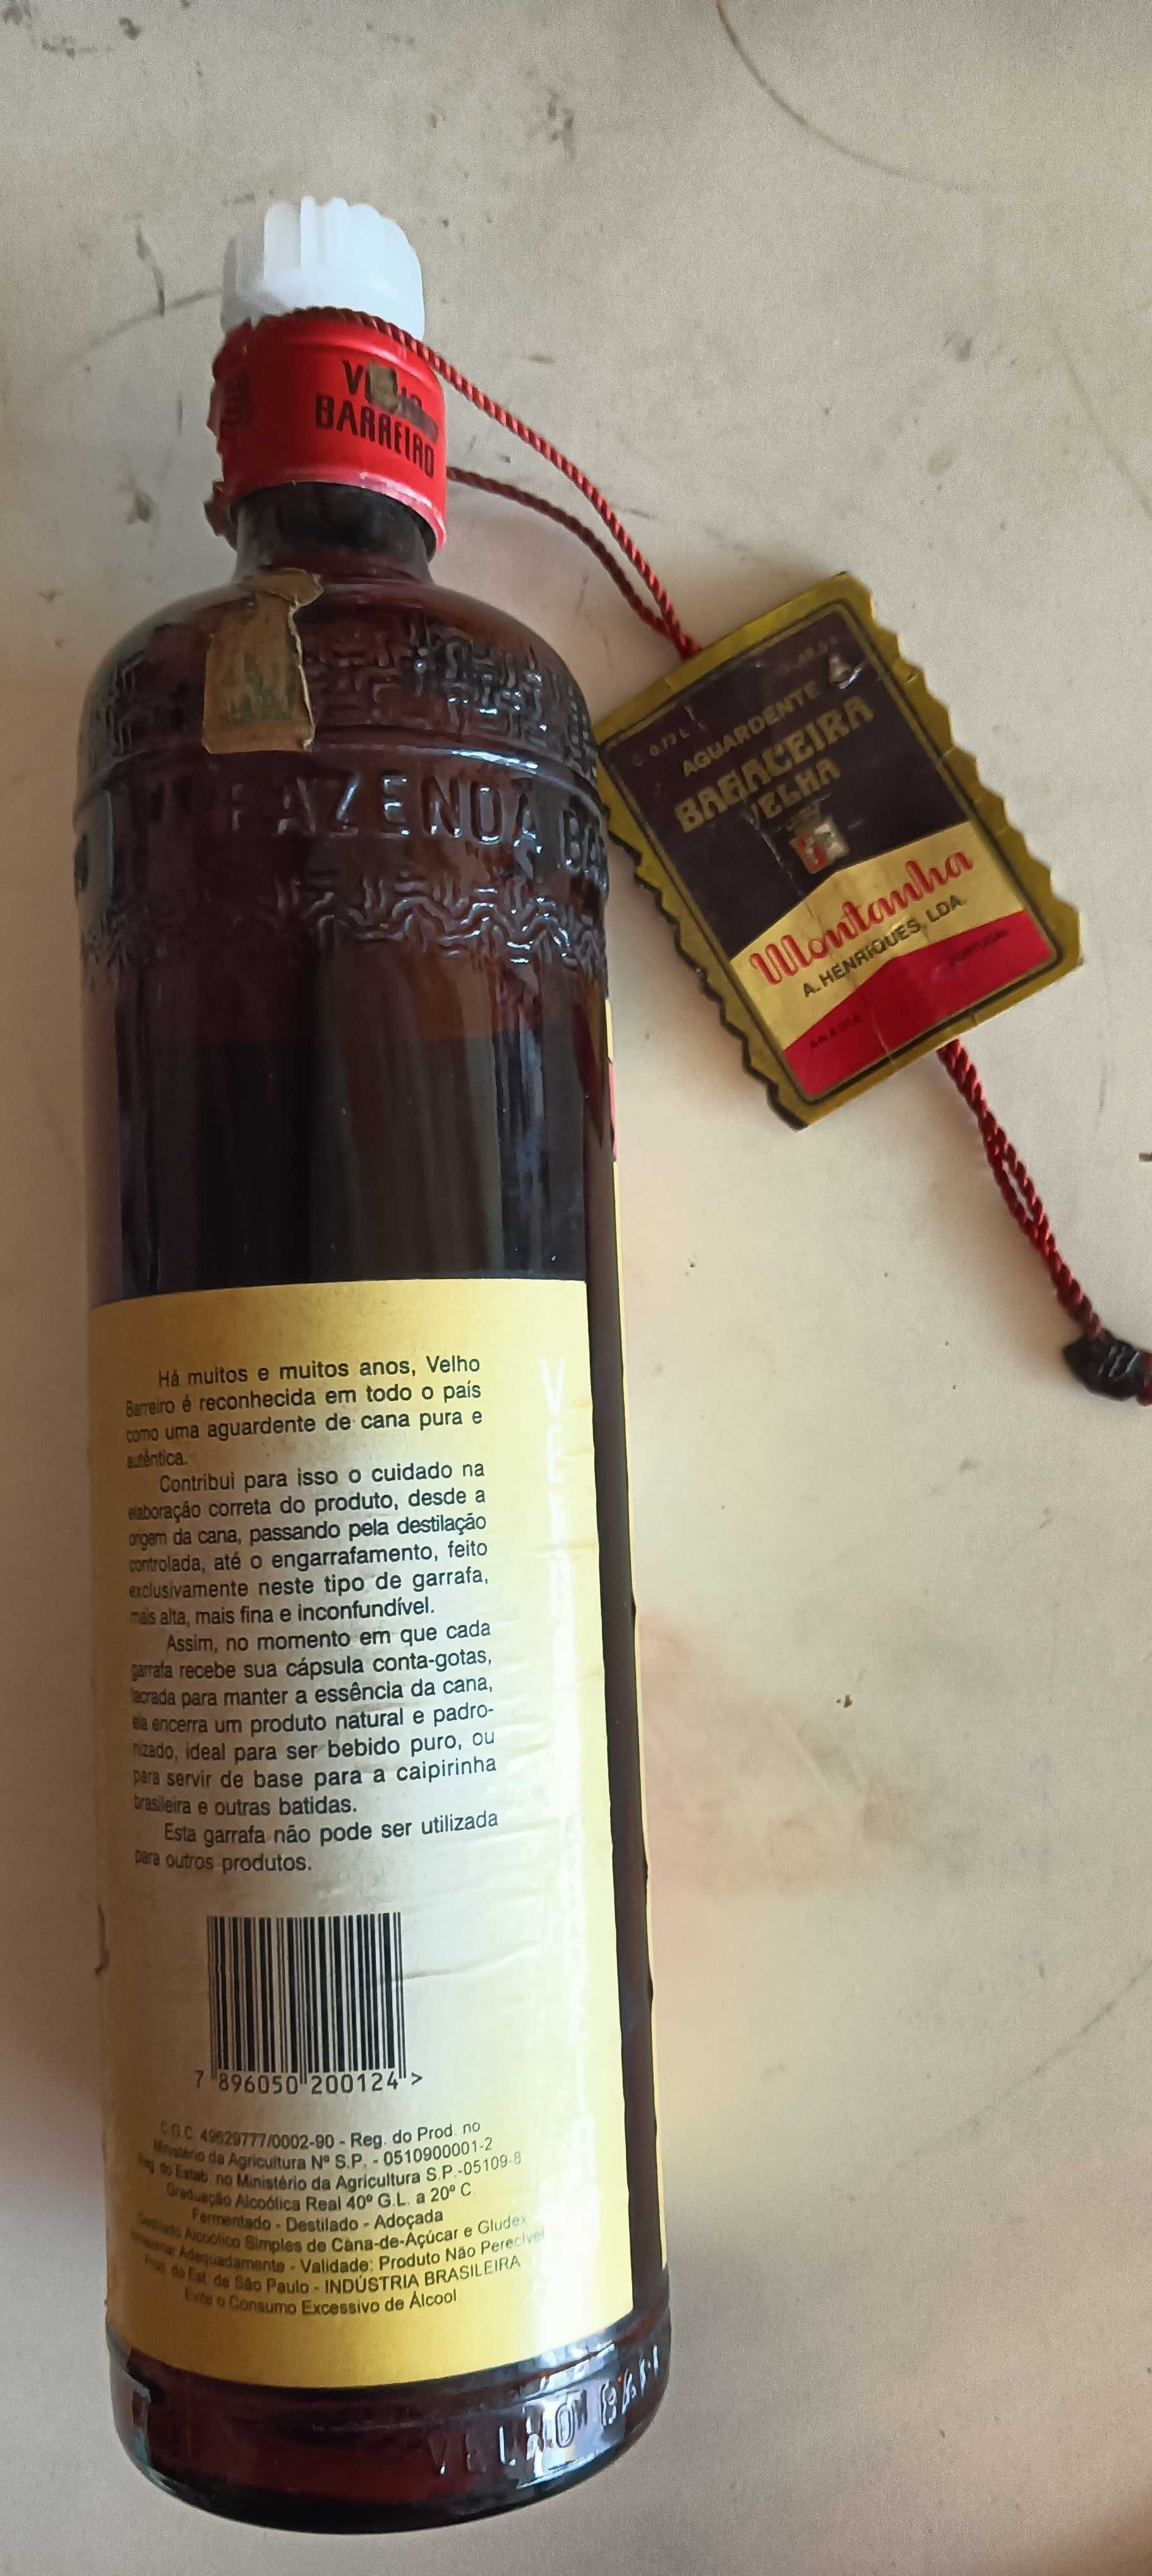 VELHO
BARREIRO
FAZENDA BA
AGUARDENTE
BAGACEIRA
VELHA
0.75 L
Montanha
A. HENRIQUES, LDA.
ANADIA
PORTUGAL
Há muitos e muitos anos, Velho
Barreiro é reconhecida em todo o país
como uma aguardente de cana pura e
autêntica.
Contribui para isso o cuidado na
elaboração correta do produto, desde a
origem da cana, passando pela destilação
controlada, até o engarrafamento, feito
exclusivamente neste tipo de garrafa,
mais alta, mais fina e inconfundível.
Assim, no momento em que cada
garrafa recebe sua cápsula conta-gotas,
lacrada para manter a essência da cana,
ela encerra um produto natural e padro-
nizado, ideal para ser bebido puro, ou
para servir de base para a caipirinha
brasileira e outras batidas.
Esta garrafa não pode ser utilizada
para outros produtos.
7 896050 200124 >
C.G.C. 49629777/0002-90 - Reg. do Prod. no
Ministério da Agricultura Nº S.P. - 0510900001-2
Reg. do Estab. no Ministério da Agricultura S.P.-05109-8
Graduação Alcoólica Real 40º G.L. a 20º C
Fermentado - Destilado - Adoçada
Destilado Alcoólico Simples de Cana-de-Açúcar e Gludex
Armazenar Adequadamente - Validade: Produto Não Perecível
Prod. do Est. de São Paulo - INDÚSTRIA BRASILEIRA
Evite o Consumo Excessivo de Álcool
VELHO BAR